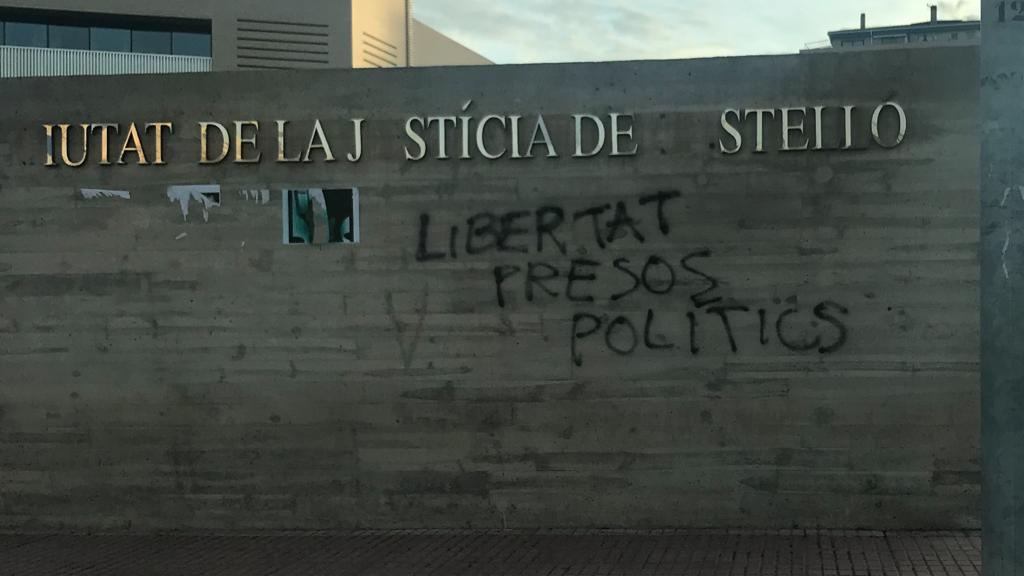 IUTAT DE LA J STÍCIA DE STELLÓ
LIBERTAT
PRESOS
POLITICS
12